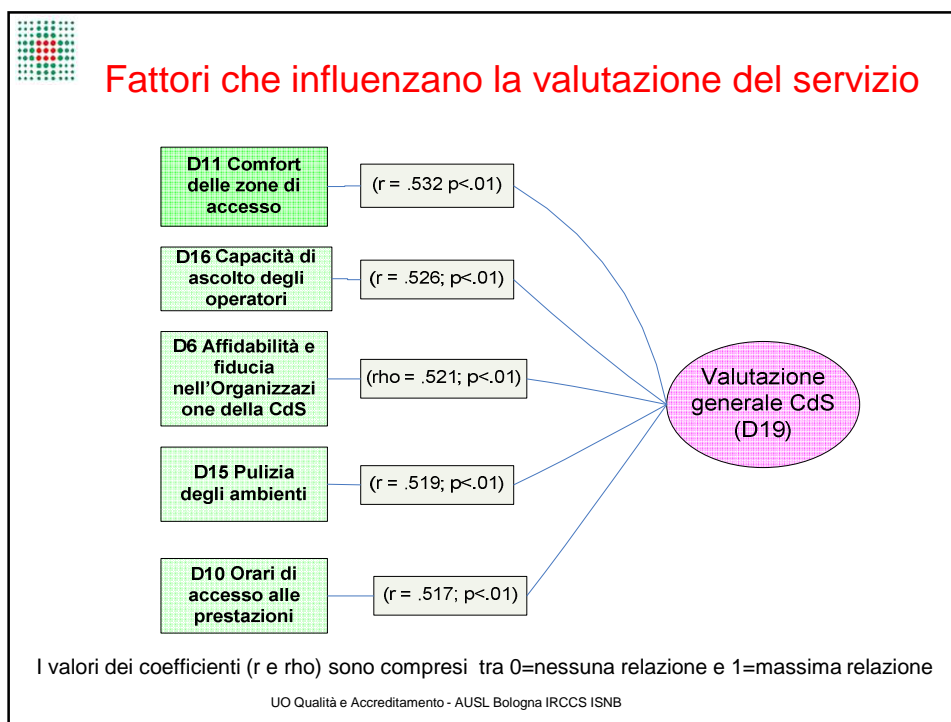 Fattori che influenzano la valutazione del servizio
D11 Comfort
delle zone di
accesso
(r = .532 p<.01)
D16 Capacità di
ascolto degli
operatori
(r = .526; p<.01)
D6 Affidabilità e
fiducia
nell'Organizzazi
one della CdS
(rho = .521; p<.01)
Valutazione
generale CdS
(D19)
D15 Pulizia
degli ambienti
(r = .519; p<.01)
D10 Orari di
accesso alle
prestazioni
(r = .517; p<.01)
I valori dei coefficienti (r e rho) sono compresi tra 0=nessuna relazione e 1=massima relazione
UO Qualità e Accreditamento - AUSL Bologna IRCCS ISNB